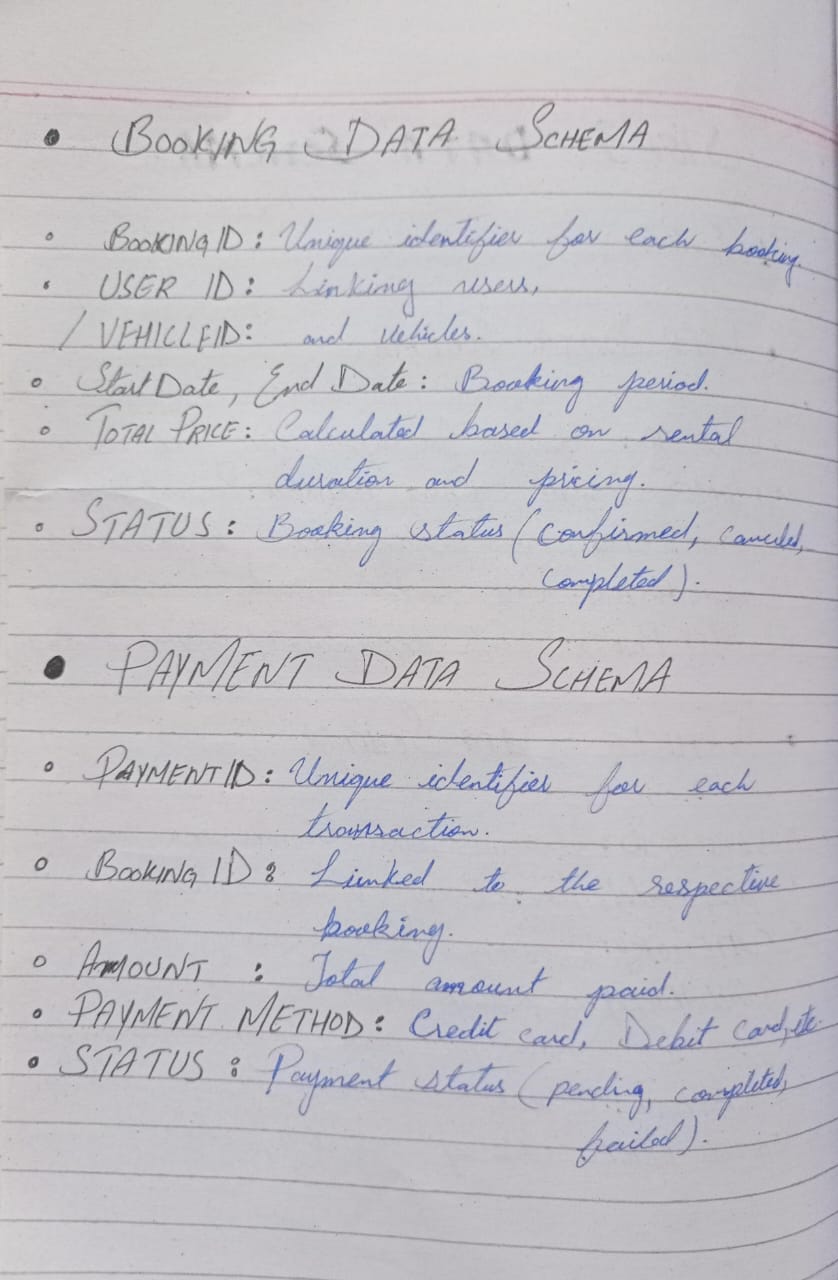 • BOOKING DATA SCHEMA
◦ BOOKING ID: Unique identifier for each booking.
• USER ID: Linking users,
/ VEHICLEID: and vehicles.
◦ Start Date, End Date: Booking period.
◦ TOTAL PRICE: Calculated based on rental
duration and pricing.
◦ STATUS: Booking status (confirmed, canceled,
completed).
• PAYMENT DATA SCHEMA
◦ PAYMENT ID: Unique identifier for each
transaction.
◦ BOOKING ID: Linked to the respective
booking.
◦ AMOUNT : Total amount paid.
◦ PAYMENT METHOD: Credit card, Debit card, etc.
◦ STATUS: Payment status (pending, completed,
failed).